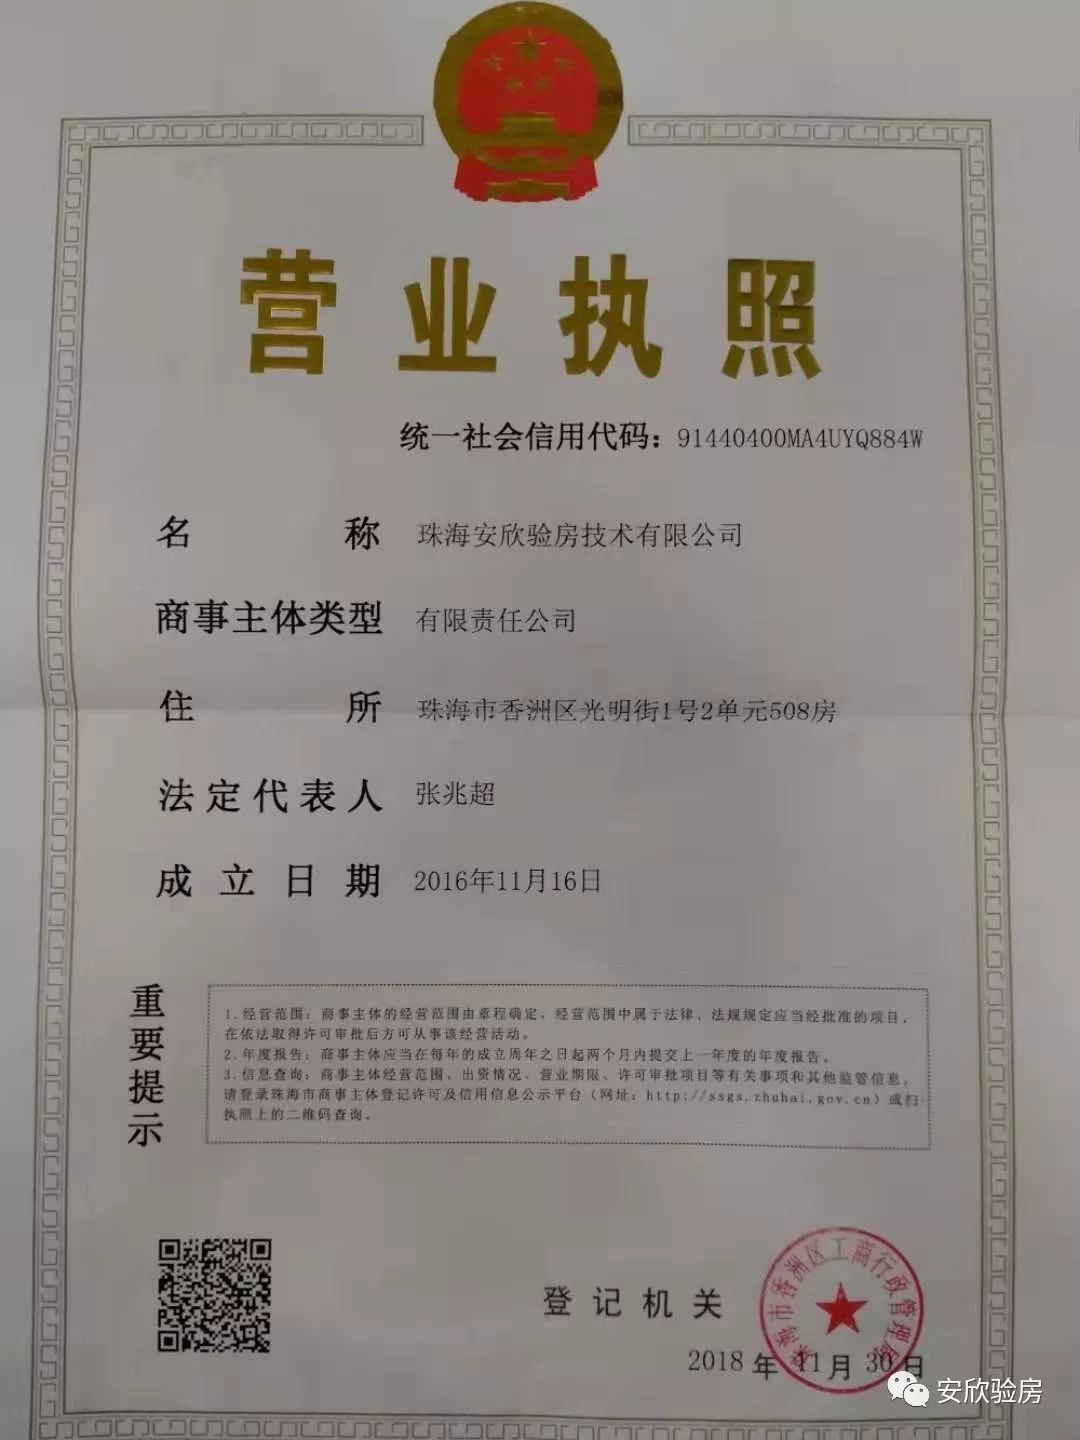 营业执照
统一社会信用代码：91440400MA4UYQ884W
名称 珠海安欣验房技术有限公司
商事主体类型 有限责任公司
住所 珠海市香洲区光明街1号2单元508房
法定代表人 张兆超
成立日期 2016年11月16日
重要提示
1.经营范围：商事主体的经营范围由章程确定。经营范围中属于法律、法规规定应当经批准的项目，
在依法取得许可审批后方可从事该经营活动。
2.年度报告：商事主体应当在每年的成立周年之日起两个月内提交上一年度的年度报告。
3.信息查询：商事主体经营范围、出资情况、营业期限、许可审批项目等有关事项和其他监管信息，
请登录珠海市商事主体登记许可及信用信息公示平台（网址：http://ssgs.zhuhai.gov.cn）或扫
执照上的二维码查询。
珠海市香洲区工商行政管理局
登记机关
2018年11月30日
安欣验房